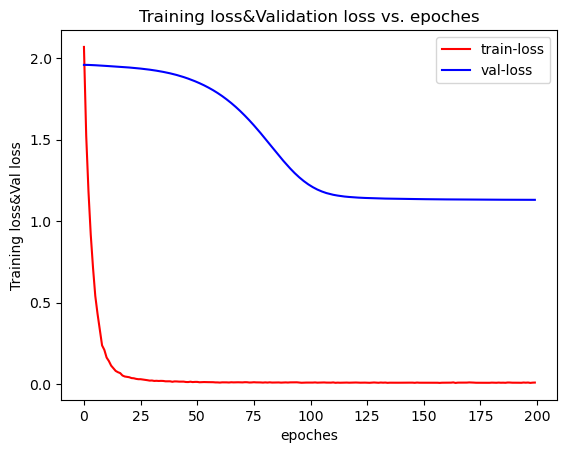 Training loss&Validation loss vs. epoches
train-loss
val-loss
Training loss&Val loss
2.0
1.5
1.0
0.5
0.0
0 25 50 75 100 125 150 175 200
epoches